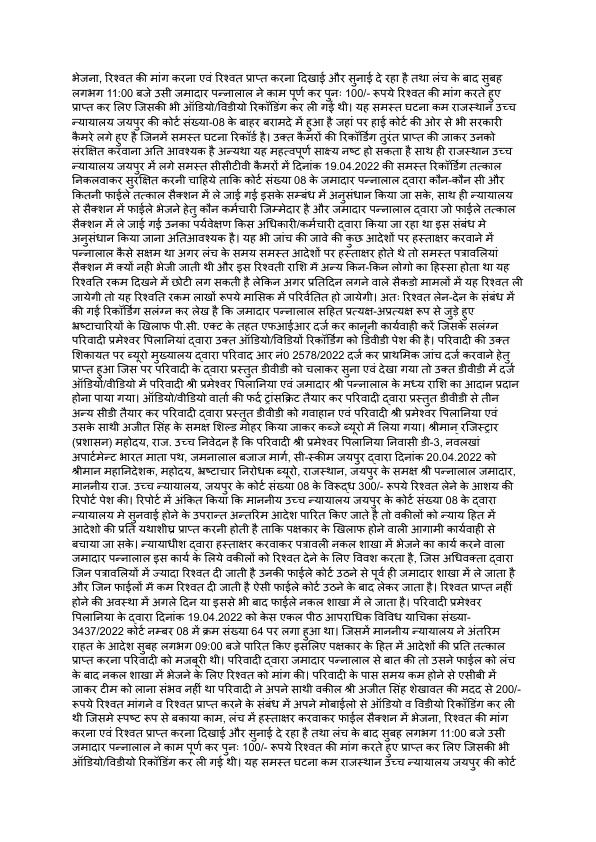 भेजना, रिश्वत की मांग करना एवं रिश्वत प्राप्त करना दिखाई और सुनाई दे रहा है तथा लंच के बाद सुबह
लगभग 11:00 बजे उसी जमादार पन्नालाल ने काम पूर्ण कर पुनः 100/- रूपये रिश्वत की मांग करते हुए
प्राप्त कर लिए जिसकी भी ऑडियो/विडीयो रिकॉडिंग कर ली गई थी। यह समस्त घटना कम राजस्थान उच्च
न्यायालय जयपुर की कोर्ट संख्या-08 के बाहर बरामदे में हुआ है जहां पर हाई कोर्ट की ओर से भी सरकारी
कैमरे लगे हुए है जिनमें समस्त घटना रिकॉर्ड है। उक्त कैमरों की रिकॉर्डिंग तुरंत प्राप्त की जाकर उनको
संरक्षित करवाना अति आवश्यक है अन्यथा यह महत्वपूर्ण साक्ष्य नष्ट हो सकता है साथ ही राजस्थान उच्च
न्यायालय जयपुर में लगे समस्त सीसीटीवी कैमरों में दिनांक 19.04.2022 की समस्त रिकॉर्डिंग तत्काल
निकलवाकर सुरक्षित करनी चाहिये ताकि कोर्ट संख्या 08 के जमादार पन्नालाल द्वारा कौन-कौन सी और
कितनी फाईले तत्काल सैक्शन में ले जाई गई इसके सम्बंध में अनुसंधान किया जा सके, साथ ही न्यायालय
से सैक्शन में फाईले भेजने हेतु कौन कर्मचारी जिम्मेदार है और जमादार पन्नालाल द्वारा जो फाईले तत्काल
सैक्शन में ले जाई गई उनका पर्यवेक्षण किस अधिकारी/कर्मचारी द्वारा किया जा रहा था इस संबंध मे
अनुसंधान किया जाना अतिआवश्यक है। यह भी जांच की जावे की कुछ आदेशों पर हस्ताक्षर करवाने में
पन्नालाल कैसे सक्षम था अगर लंच के समय समस्त आदेशों पर हस्ताक्षर होते थे तो समस्त पत्रावलियां
सैक्शन में क्यों नही भेजी जाती थी और इस रिश्वती राशि में अन्य किन-किन लोगो का हिस्सा होता था यह
रिश्वति रकम दिखने में छोटी लग सकती है लेकिन अगर प्रतिदिन लगने वाले सैकडो मामलों में यह रिश्वत ली
जायेगी तो यह रिश्वति रकम लाखों रूपये मासिक में परिर्वतित हो जायेगी। अतः रिश्वत लेन-देन के संबंध में
की गई रिकॉर्डिंग सलंग्न कर लेख है कि जमादार पन्नालाल सहित प्रत्यक्ष-अप्रत्यक्ष रूप से जुड़े हुए
भ्रष्टाचारियों के खिलाफ पी.सी. एक्ट के तहत एफआईआर दर्ज कर कानूनी कार्यवाही करें जिसके सलंग्न
परिवादी प्रमेश्वर पिलानियां द्वारा उक्त ऑडियो/विडियों रिकॉर्डिंग को डिवीडी पेश की है। परिवादी की उक्त
शिकायत पर ब्यूरो मुख्यालय द्वारा परिवाद आर नं0 2578/2022 दर्ज कर प्राथमिक जांच दर्ज करवाने हेतु
प्राप्त हुआ जिस पर परिवादी के द्वारा प्रस्तुत डीवीडी को चलाकर सुना एवं देखा गया तो उक्त डीवीडी में दर्ज
ऑडियो/वीडियो में परिवादी श्री प्रमेश्वर पिलानिया एवं जमादार श्री पन्नालाल के मध्य राशि का आदान प्रदान
होना पाया गया। ऑडियो/वीडियो वार्ता की फर्द ट्रांसक्रिट तैयार कर परिवादी द्वारा प्रस्तुत डीवीडी से तीन
अन्य सीडी तैयार कर परिवादी द्वारा प्रस्तुत डीवीडी को गवाहान एवं परिवादी श्री प्रमेश्वर पिलानिया एवं
उसके साथी अजीत सिंह के समक्ष शिल्ड मोहर किया जाकर कब्जे ब्यूरो में लिया गया। श्रीमान् रजिस्ट्रार
(प्रशासन) महोदय, राज. उच्च निवेदन है कि परिवादी श्री प्रमेश्वर पिलानिया निवासी डी-3, नवलखां
अपार्टमेन्ट भारत माता पथ, जमनालाल बजाज मार्ग, सी-स्कीम जयपुर द्वारा दिनांक 20.04.2022 को
श्रीमान महानिदेशक, महोदय, भ्रष्टाचार निरोधक ब्यूरो, राजस्थान, जयपुर के समक्ष श्री पन्नालाल जमादार,
माननीय राज. उच्च न्यायालय, जयपुर के कोर्ट संख्या 08 के विरूद्ध 300/- रूपये रिश्वत लेने के आशय की
रिपोर्ट पेश की। रिपोर्ट में अंकित किया कि माननीय उच्च न्यायालय जयपुर के कोर्ट संख्या 08 के द्वारा
न्यायालय मे सुनवाई होने के उपरान्त अन्तरिम आदेश पारित किए जाते है तो वकीलों को न्याय हित में
आदेशो की प्रति यथाशीघ्र प्राप्त करनी होती है ताकि पक्षकार के खिलाफ होने वाली आगामी कार्यवाही से
बचाया जा सके। न्यायाधीश द्वारा हस्ताक्षर करवाकर पत्रावली नकल शाखा में भेजने का कार्य करने वाला
जमादार पन्नालाल इस कार्य के लिये वकीलों को रिश्वत देने के लिए विवश करता है, जिस अधिवक्ता द्वारा
जिन पत्रावलियों में ज्यादा रिश्वत दी जाती है उनकी फाईले कोर्ट उठने से पूर्व ही जमादार शाखा में ले जाता है
और जिन फाईलों में कम रिश्वत दी जाती है ऐसी फाईले कोर्ट उठने के बाद लेकर जाता है। रिश्वत प्राप्त नहीं
होने की अवस्था में अगले दिन या इससे भी बाद फाईले नकल शाखा में ले जाता है। परिवादी प्रमेश्वर
पिलानिया के द्वारा दिनांक 19.04.2022 को केस एकल पीठ आपराधिक विविध याचिका संख्या-
3437/2022 कोर्ट नम्बर 08 में क्रम संख्या 64 पर लगा हुआ था। जिसमें माननीय न्यायालय ने अंतरिम
राहत के आदेश सुबह लगभग 09:00 बजे पारित किए इसलिए पक्षकार के हित में आदेशों की प्रति तत्काल
प्राप्त करना परिवादी को मजबूरी थी। परिवादी द्वारा जमादार पन्नालाल से बात की तो उसने फाईल को लंच
के बाद नकल शाखा में भेजने के लिए रिश्वत को मांग की। परिवादी के पास समय कम होने से एसीबी में
जाकर टीम को लाना संभव नहीं था परिवादी ने अपने साथी वकील श्री अजीत सिंह शेखावत की मदद से 200/-
रूपये रिश्वत मांगने व रिश्वत प्राप्त करने के संबंध में अपने मोबाईलो से ऑडियो व विडीयो रिकॉर्डिंग कर ली
थी जिसमे स्पष्ट रूप से बकाया काम, लंच में हस्ताक्षर करवाकर फाईल सैक्शन में भेजना, रिश्वत की मांग
करना एवं रिश्वत प्राप्त करना दिखाई और सुनाई दे रहा है तथा लंच के बाद सुबह लगभग 11:00 बजे उसी
जमादार पन्नालाल ने काम पूर्ण कर पुनः 100/- रूपये रिश्वत की मांग करते हुए प्राप्त कर लिए जिसकी भी
ऑडियो/विडीयो रिकॉर्डिंग कर ली गई थी। यह समस्त घटना कम राजस्थान उच्च न्यायालय जयपुर की कोर्ट